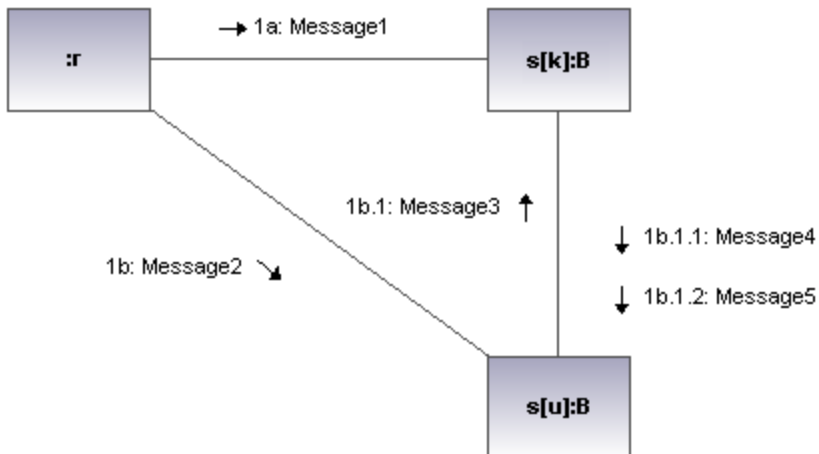 1a: Message1
:r
s[k]:B
1b.1: Message3
1b.1.1: Message4
1b: Message2
1b.1.2: Message5
s[u]:B